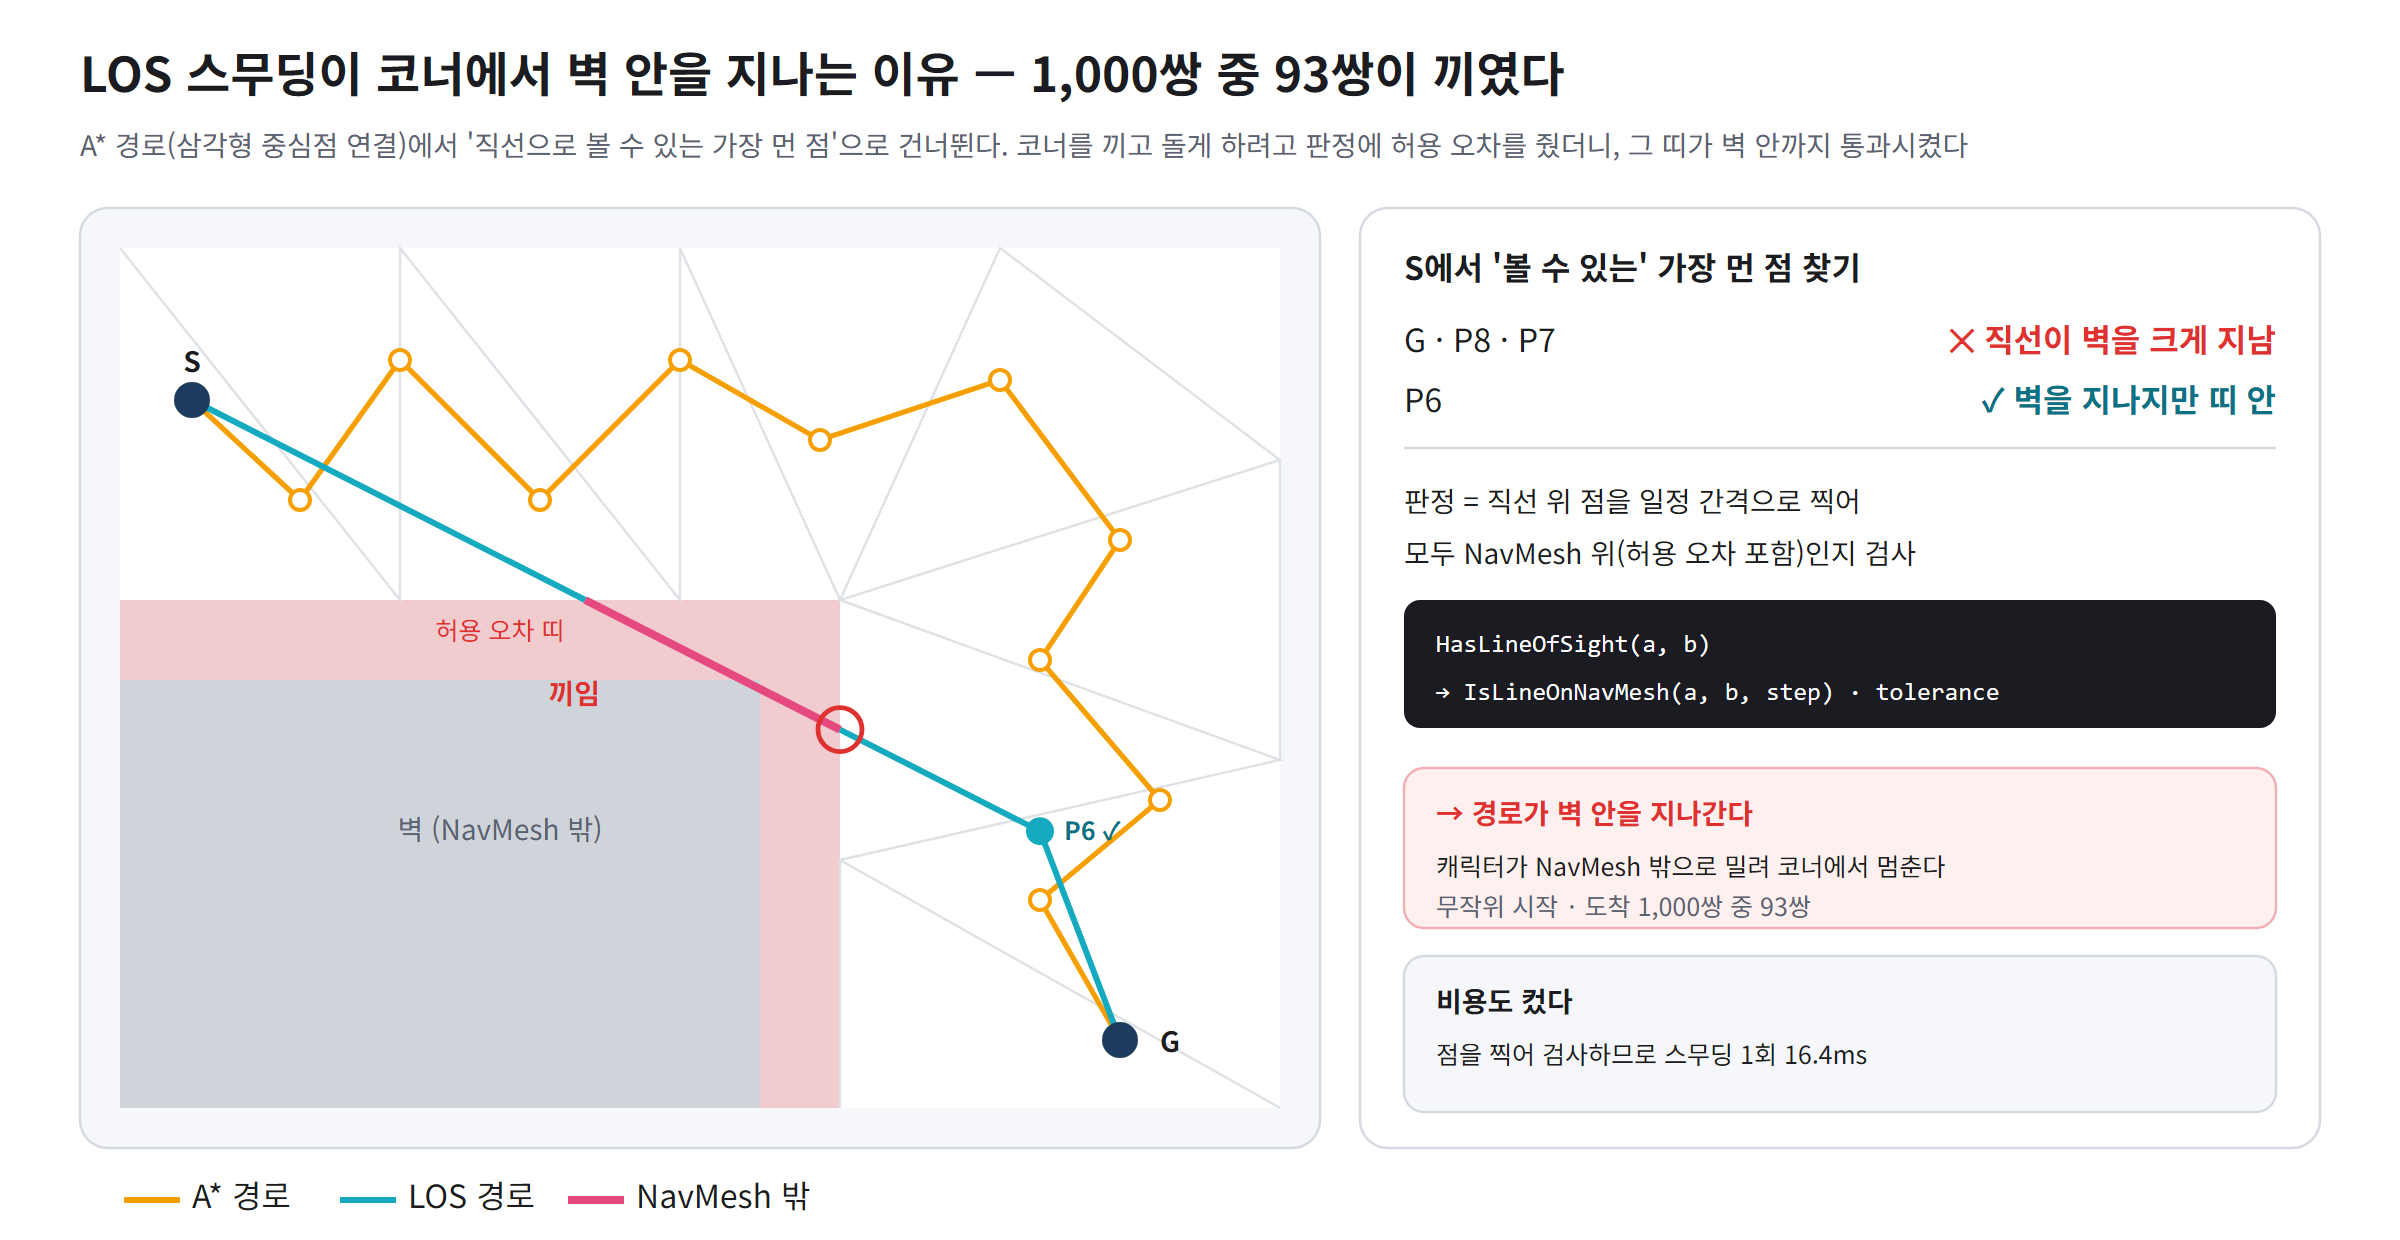 LOS 스무딩이 코너에서 벽 안을 지나는 이유 — 1,000쌍 중 93쌍이 끼였다
A* 경로(삼각형 중심점 연결)에서 '직선으로 볼 수 있는 가장 먼 점'으로 건너뛴다. 코너를 끼고 돌게 하려고 판정에 허용 오차를 줬더니, 그 띠가 벽 안까지 통과시켰다
S
허용 오차 띠
끼임
벽 (NavMesh 밖)
P6 ✓
G
A* 경로
LOS 경로
NavMesh 밖
S에서 '볼 수 있는' 가장 먼 점 찾기
G · P8 · P7 ✕ 직선이 벽을 크게 지남
P6 ✓ 벽을 지나지만 띠 안
판정 = 직선 위 점을 일정 간격으로 찍어
모두 NavMesh 위(허용 오차 포함)인지 검사
HasLineOfSight(a, b)
→ IsLineOnNavMesh(a, b, step) · tolerance
→ 경로가 벽 안을 지나간다
캐릭터가 NavMesh 밖으로 밀려 코너에서 멈춘다
무작위 시작 · 도착 1,000쌍 중 93쌍
비용도 컸다
점을 찍어 검사하므로 스무딩 1회 16.4ms